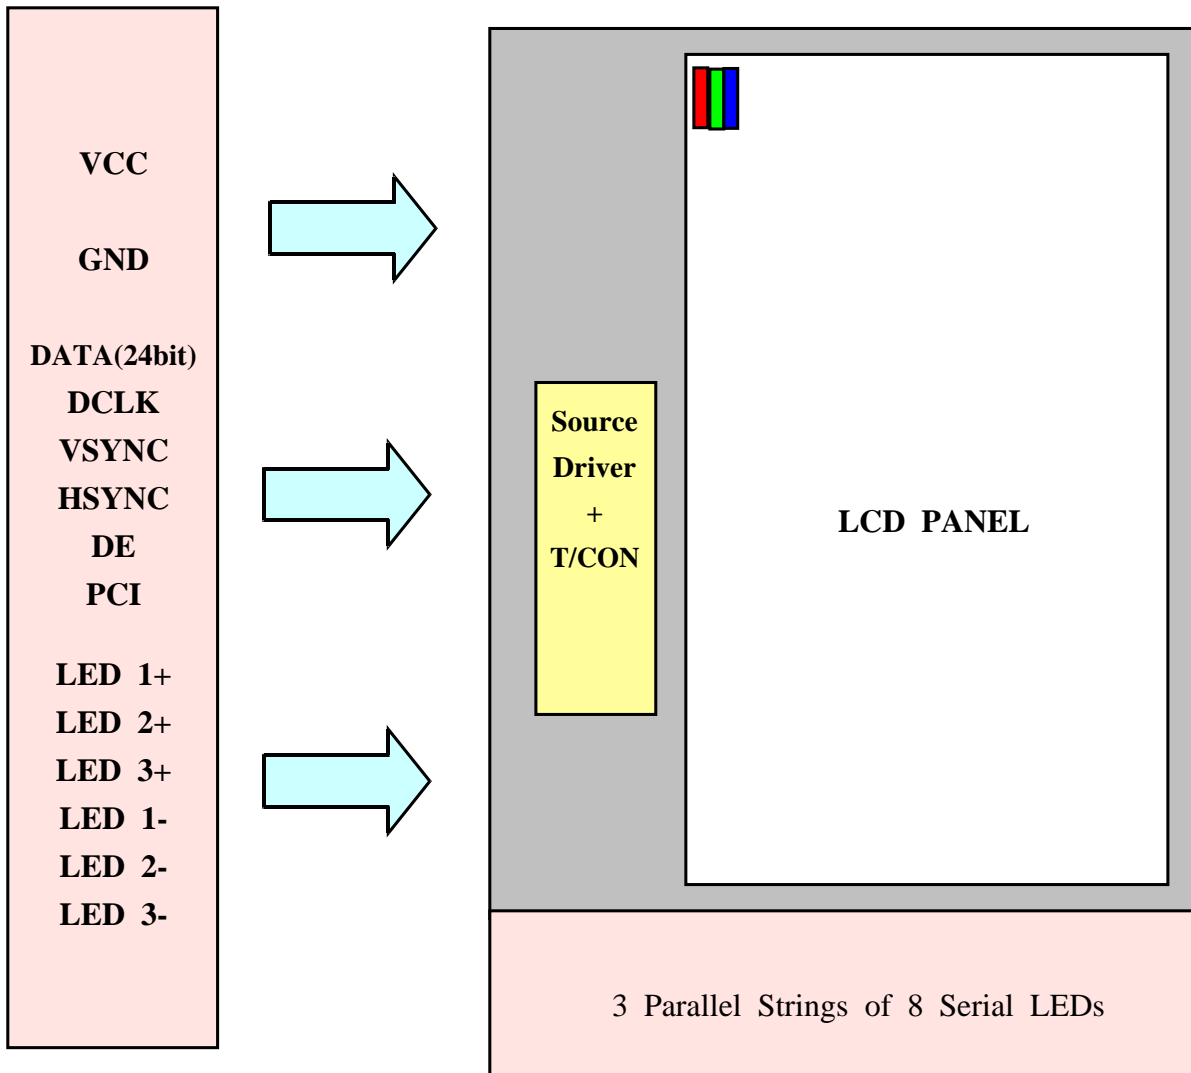 VCC
GND
DATA(24bit)
DCLK
VSYNC
HSYNC
DE
PCI
LED 1+
LED 2+
LED 3+
LED 1-
LED 2-
LED 3-
Source
Driver
+
T/CON
LCD PANEL
3 Parallel Strings of 8 Serial LEDs